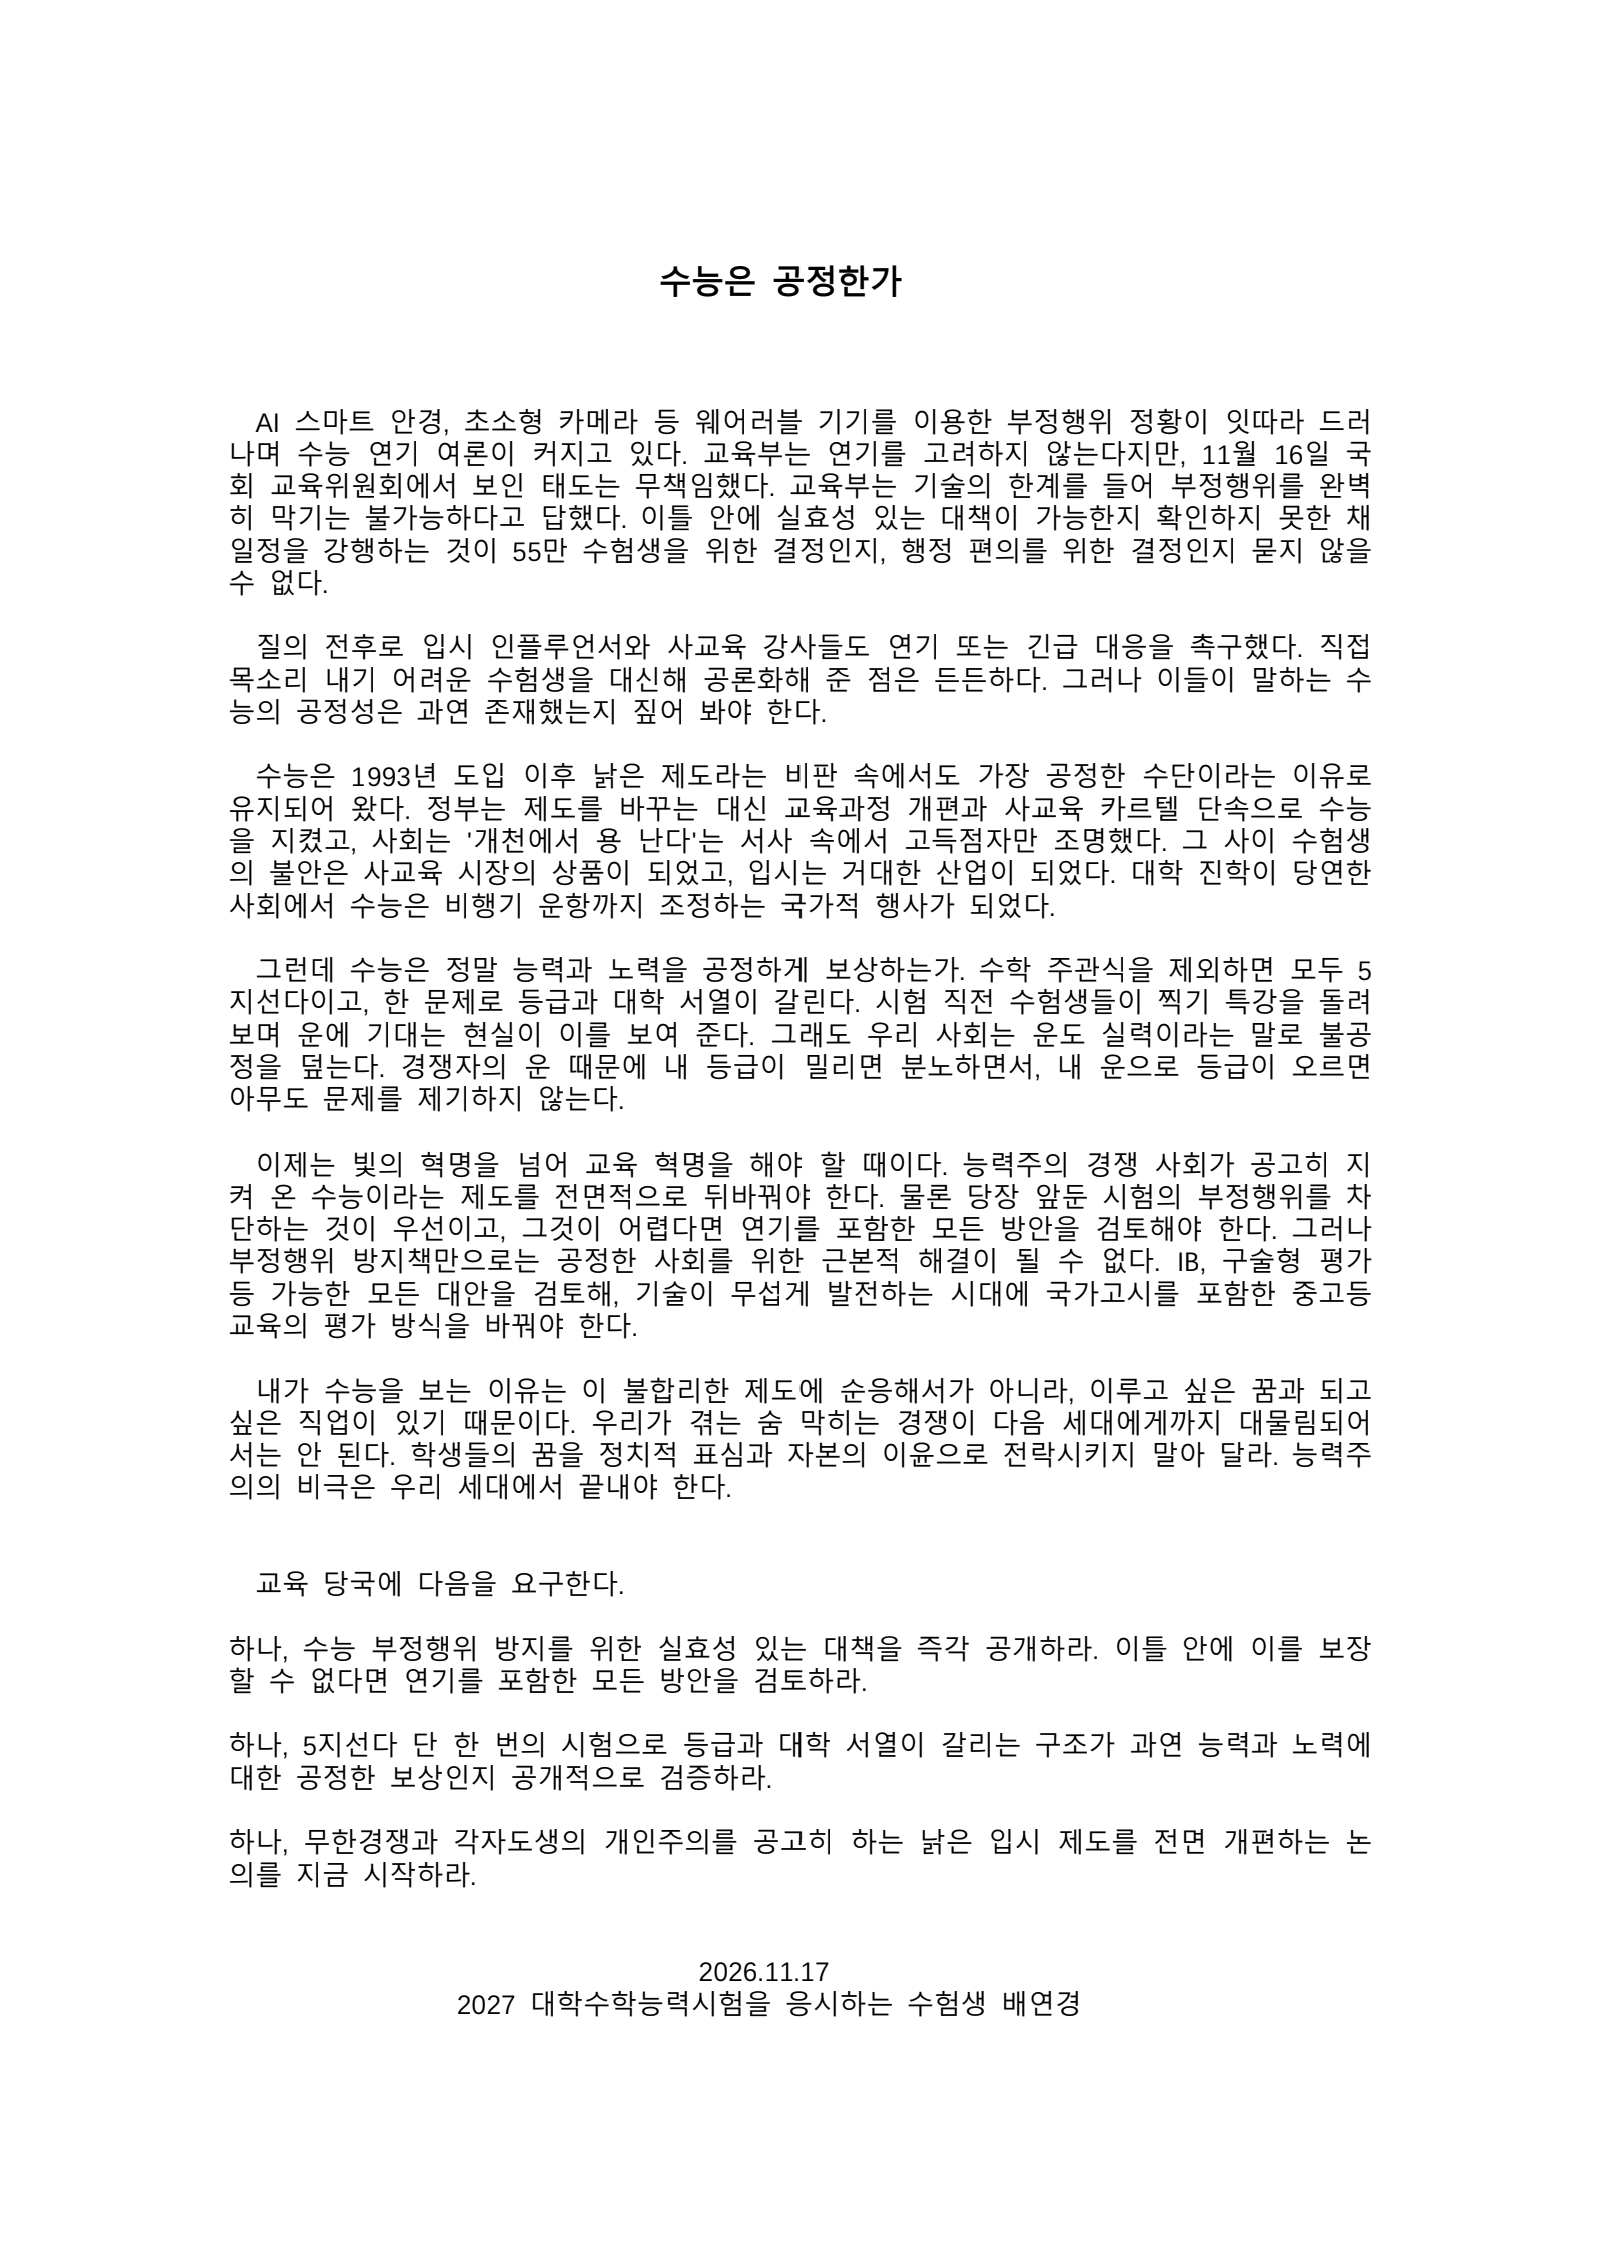 수능은 공정한가
AI 스마트 안경, 초소형 카메라 등 웨어러블 기기를 이용한 부정행위 정황이 잇따라 드러
나며 수능 연기 여론이 커지고 있다. 교육부는 연기를 고려하지 않는다지만, 11월 16일 국
회 교육위원회에서 보인 태도는 무책임했다. 교육부는 기술의 한계를 들어 부정행위를 완벽
히 막기는 불가능하다고 답했다. 이틀 안에 실효성 있는 대책이 가능한지 확인하지 못한 채
일정을 강행하는 것이 55만 수험생을 위한 결정인지, 행정 편의를 위한 결정인지 묻지 않을
수 없다.
질의 전후로 입시 인플루언서와 사교육 강사들도 연기 또는 긴급 대응을 촉구했다. 직접
목소리 내기 어려운 수험생을 대신해 공론화해 준 점은 든든하다. 그러나 이들이 말하는 수
능의 공정성은 과연 존재했는지 짚어 봐야 한다.
수능은 1993년 도입 이후 낡은 제도라는 비판 속에서도 가장 공정한 수단이라는 이유로
유지되어 왔다. 정부는 제도를 바꾸는 대신 교육과정 개편과 사교육 카르텔 단속으로 수능
을 지켰고, 사회는 '개천에서 용 난다'는 서사 속에서 고득점자만 조명했다. 그 사이 수험생
의 불안은 사교육 시장의 상품이 되었고, 입시는 거대한 산업이 되었다. 대학 진학이 당연한
사회에서 수능은 비행기 운항까지 조정하는 국가적 행사가 되었다.
그런데 수능은 정말 능력과 노력을 공정하게 보상하는가. 수학 주관식을 제외하면 모두 5
지선다이고, 한 문제로 등급과 대학 서열이 갈린다. 시험 직전 수험생들이 찍기 특강을 돌려
보며 운에 기대는 현실이 이를 보여 준다. 그래도 우리 사회는 운도 실력이라는 말로 불공
정을 덮는다. 경쟁자의 운 때문에 내 등급이 밀리면 분노하면서, 내 운으로 등급이 오르면
아무도 문제를 제기하지 않는다.
이제는 빛의 혁명을 넘어 교육 혁명을 해야 할 때이다. 능력주의 경쟁 사회가 공고히 지
켜 온 수능이라는 제도를 전면적으로 뒤바꿔야 한다. 물론 당장 앞둔 시험의 부정행위를 차
단하는 것이 우선이고, 그것이 어렵다면 연기를 포함한 모든 방안을 검토해야 한다. 그러나
부정행위 방지책만으로는 공정한 사회를 위한 근본적 해결이 될 수 없다. IB, 구술형 평가
등 가능한 모든 대안을 검토해, 기술이 무섭게 발전하는 시대에 국가고시를 포함한 중고등
교육의 평가 방식을 바꿔야 한다.
내가 수능을 보는 이유는 이 불합리한 제도에 순응해서가 아니라, 이루고 싶은 꿈과 되고
싶은 직업이 있기 때문이다. 우리가 겪는 숨 막히는 경쟁이 다음 세대에게까지 대물림되어
서는 안 된다. 학생들의 꿈을 정치적 표심과 자본의 이윤으로 전락시키지 말아 달라. 능력주
의의 비극은 우리 세대에서 끝내야 한다.
교육 당국에 다음을 요구한다.
하나, 수능 부정행위 방지를 위한 실효성 있는 대책을 즉각 공개하라. 이틀 안에 이를 보장
할 수 없다면 연기를 포함한 모든 방안을 검토하라.
하나, 5지선다 단 한 번의 시험으로 등급과 대학 서열이 갈리는 구조가 과연 능력과 노력에
대한 공정한 보상인지 공개적으로 검증하라.
하나, 무한경쟁과 각자도생의 개인주의를 공고히 하는 낡은 입시 제도를 전면 개편하는 논
의를 지금 시작하라.
2026.11.17
2027 대학수학능력시험을 응시하는 수험생 배연경